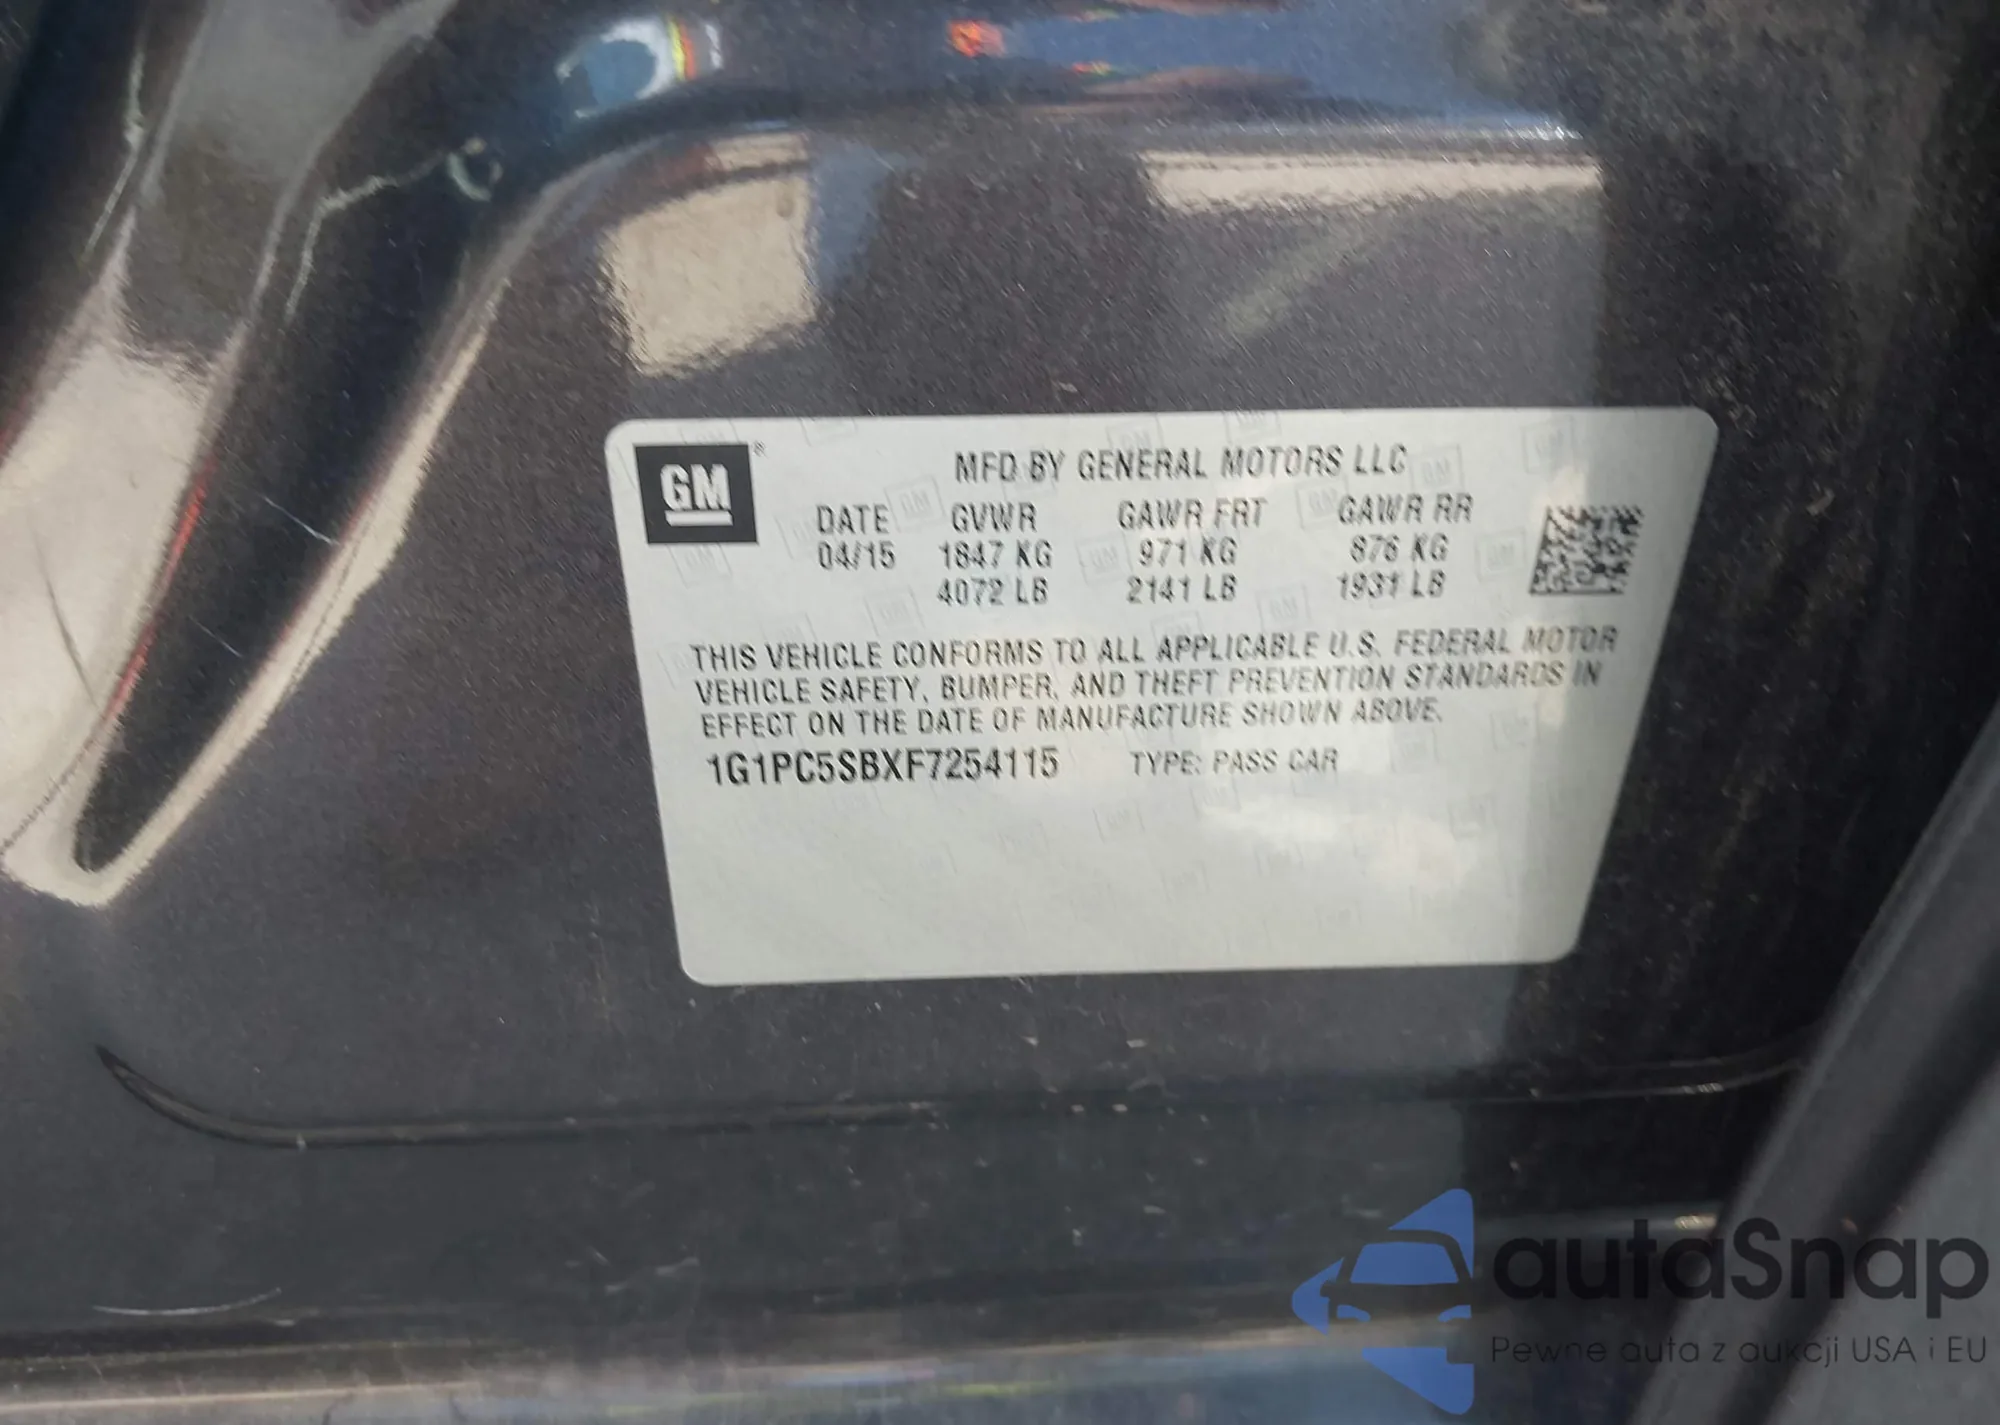 GM ®
MFD BY GENERAL MOTORS LLC
DATE GVWR GAWR FRT GAWR RR
04/15 1847 KG 971 KG 876 KG
4072 LB 2141 LB 1931 LB
THIS VEHICLE CONFORMS TO ALL APPLICABLE U.S. FEDERAL MOTOR
VEHICLE SAFETY, BUMPER, AND THEFT PREVENTION STANDARDS IN
EFFECT ON THE DATE OF MANUFACTURE SHOWN ABOVE.
1G1PC5SBXF7254115 TYPE: PASS CAR
autaSnap
Pewne auta z aukcji USA i EU